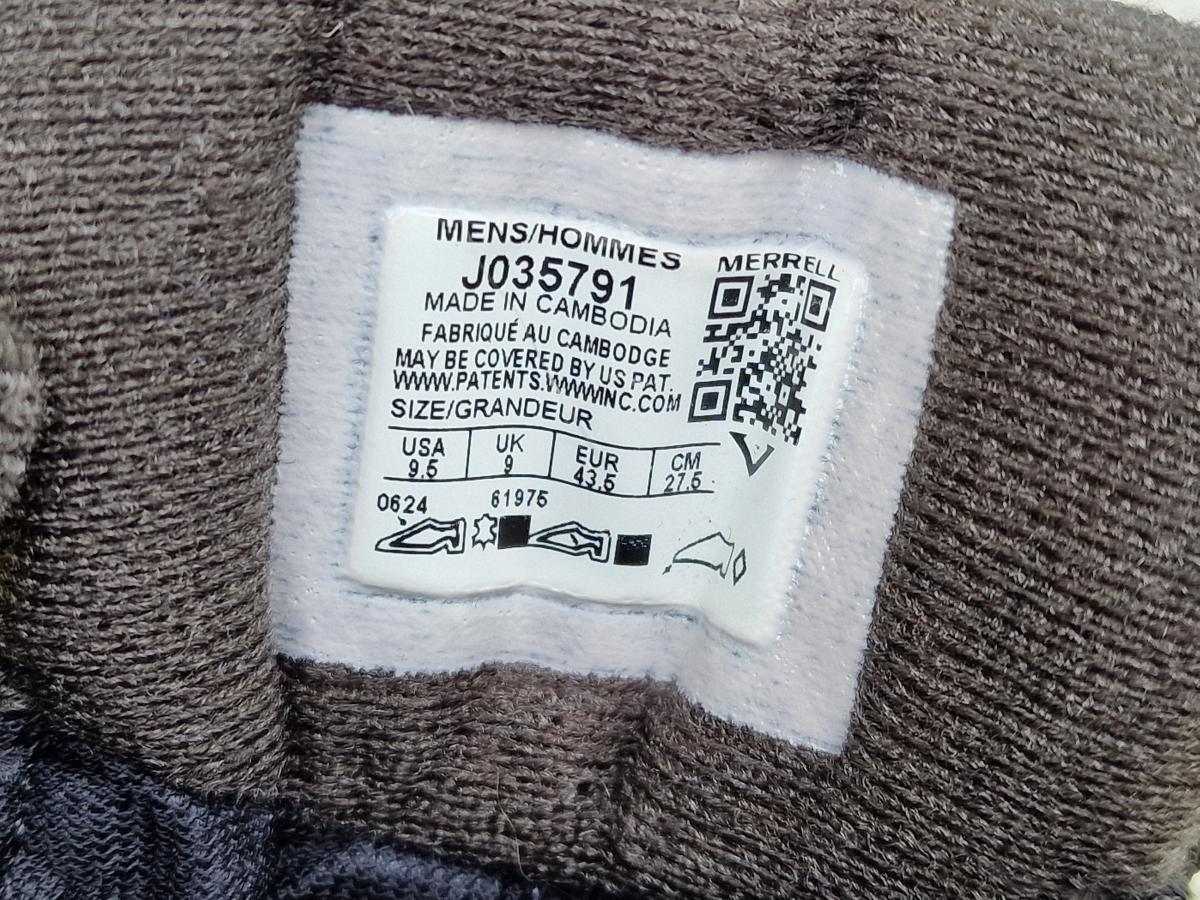 MENS/HOMMES
J035791
MADE IN CAMBODIA
FABRIQUÉ AU CAMBODGE
MAY BE COVERED BY US PAT.
WWW.PATENTS.WWWINC.COM
SIZE/GRANDEUR
USA UK EUR CM
9.5 9 43.5 27.5
0624 61975
MERRELL